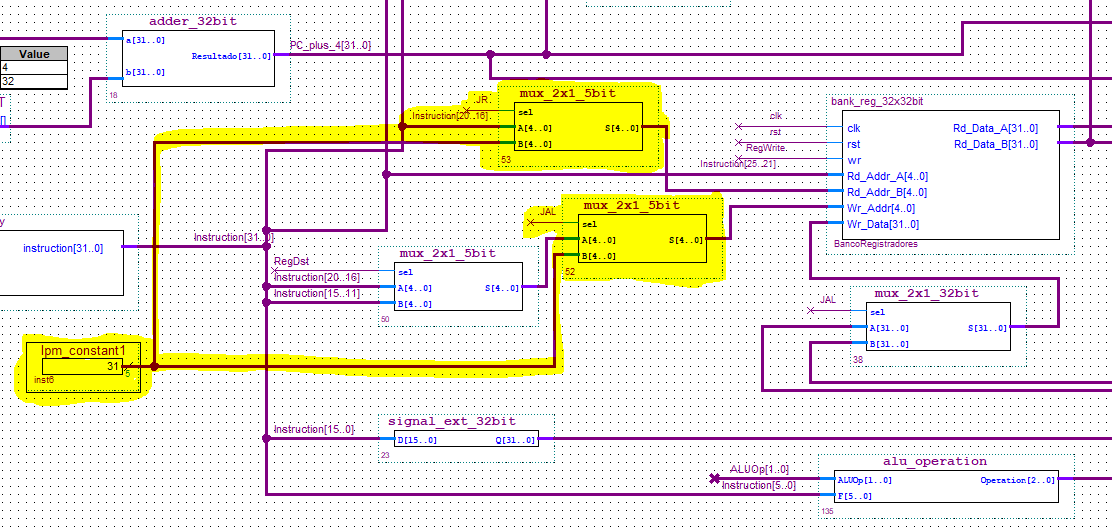 adder_32bit
a[31..0]
Resultado[31..0]
b[31..0]
18
PC_plus_4[31..0]
Value
4
32
T
[]
mux_2x1_5bit
JR
sel
Instruction[20..16]
A[4..0]
S[4..0]
B[4..0]
53
bank_reg_32x32bit
clk
clk
Rd_Data_A[31..0]
rst
rst
Rd_Data_B[31..0]
RegWrite
wr
Instruction[25..21]
Rd_Addr_A[4..0]
Rd_Addr_B[4..0]
Wr_Addr[4..0]
Wr_Data[31..0]
BancoRegistradores
mux_2x1_5bit
JAL
sel
A[4..0]
S[4..0]
B[4..0]
52
y
instruction[31..0]
Instruction[31..0]
mux_2x1_5bit
RegDst
sel
Instruction[20..16]
A[4..0]
S[4..0]
Instruction[15..11]
B[4..0]
50
mux_2x1_32bit
JAL
sel
A[31..0]
S[31..0]
B[31..0]
38
lpm_constant1
31
5
inst6
signal_ext_32bit
Instruction[15..0]
D[15..0]
Q[31..0]
23
alu_operation
ALUOp[1..0]
ALUOp[1..0]
Operation[2..0]
Instruction[5..0]
F[5..0]
135